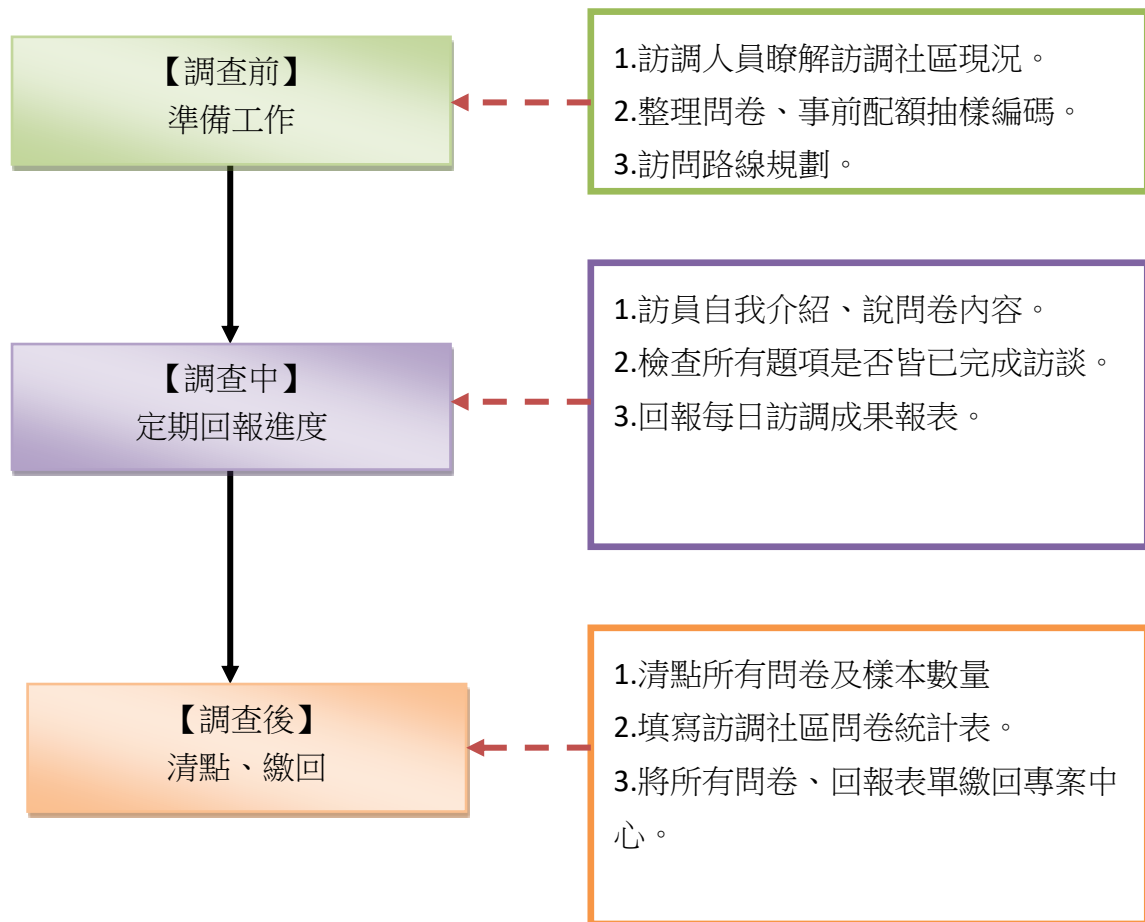 【調查前】
準備工作
1.訪調人員瞭解訪調社區現況。
2.整理問卷、事前配額抽樣編碼。
3.訪問路線規劃。
【調查中】
定期回報進度
1.訪員自我介紹、說問卷內容。
2.檢查所有題項是否皆已完成訪談。
3.回報每日訪調成果報表。
【調查後】
清點、繳回
1.清點所有問卷及樣本數量
2.填寫訪調社區問卷統計表。
3.將所有問卷、回報表單繳回專案中
心。